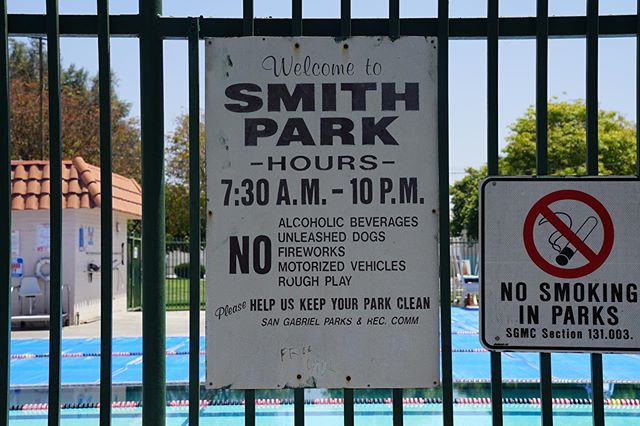 Welcome to
SMITH
PARK
-HOURS-
7:30 A.M. - 10 P.M.
NO
ALCOHOLIC BEVERAGES
UNLEASHED DOGS
FIREWORKS
MOTORIZED VEHICLES
ROUGH PLAY
Please HELP US KEEP YOUR PARK CLEAN
SAN GABRIEL PARKS & REC. COMM
FREE
NO SMOKING
IN PARKS
SGMC Section 131.003.